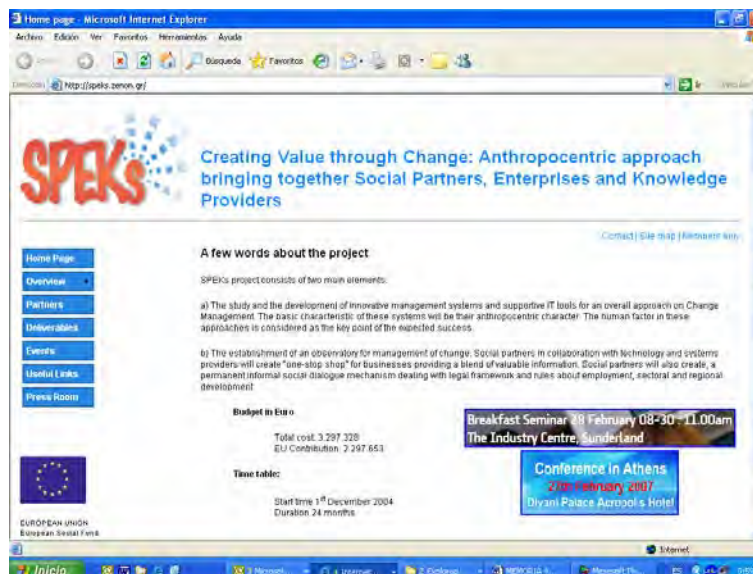 Home page - Microsoft Internet Explorer
Archivo Edición Ver Favoritos Herramientas Ayuda
Búsqueda Favoritos
http://speks.zenon.gr/
SPEKs
Creating Value through Change: Anthropocentric approach
bringing together Social Partners, Enterprises and Knowledge
Providers
Contact | Site map |
Home Page
Overview
Partners
Deliverables
Events
Useful Links
Press Room
A few words about the project
SPEKs project consists of two main elements:
a) The study and the development of innovative management systems and supportive IT tools for an overall approach on Change
Management. The basic characteristic of these systems will be their anthropocentric character. The human factor in these
approaches is considered as the key point of the expected success.
b) The establishment of an observatory for management of change. Social partners in collaboration with technology and systems
providers will create "one-stop shop" for businesses providing a blend of valuable information. Social partners will also create, a
permanent informal social dialogue mechanism dealing with legal framework and rules about employment, sectoral and regional
development
Budget in Euro
Total cost: 3.297.328
EU Contribution: 2.297.653
Time table:
Start time 1st December 2004
Duration 24 months
Breakfast Seminar 28 February 08-30 - 11.00am
The Industry Centre, Sunderland
Conference in Athens
27th February 2007
Divani Palace Acropolis Hotel
EUROPEAN UNION
European Social Fund
Internet
Inicio
ES